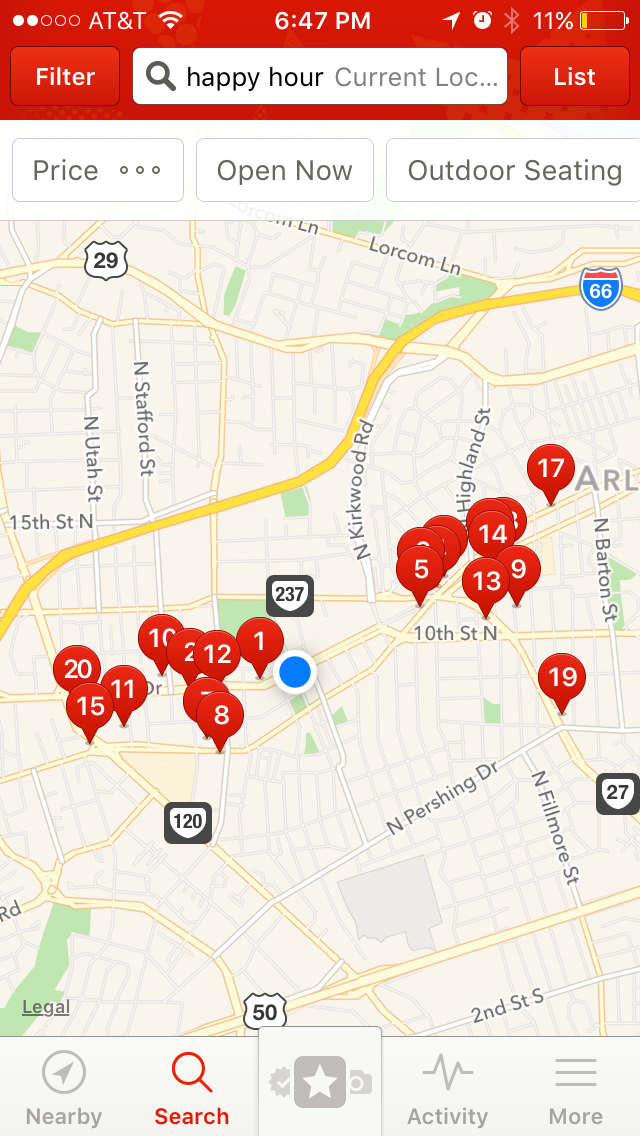 AT&T 6:47 PM 11%
Filter happy hour Current Loc... List
Price Open Now Outdoor Seating
Lorcom Ln
Lorcom Ln
29
66
N Stafford St
N Utah St
N Highland St
N Kirkwood Rd
17
ARL
15th St N
14
N Barton St
5
9
13
237
10th St N
10
2
12
1
20
11
Dr
15
8
19
N Pershing Dr
27
N Fillmore St
120
Rd
Legal
50
2nd St S
Nearby Search Activity More